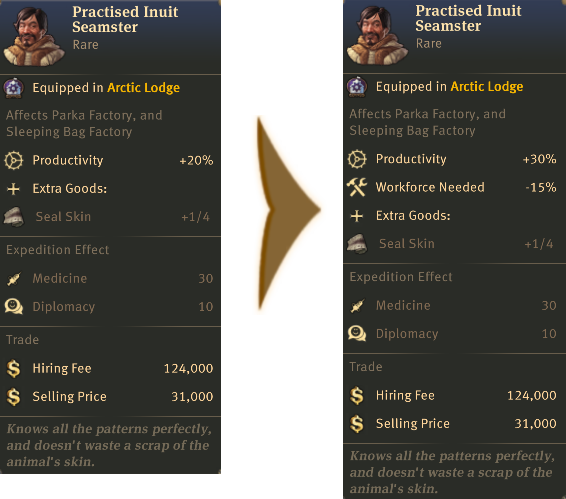 Practised Inuit
Seamster
Rare
Equipped in Arctic Lodge
Affects Parka Factory, and
Sleeping Bag Factory
Productivity +20%
Extra Goods:
Seal Skin +1/4
Expedition Effect
Medicine 30
Diplomacy 10
Trade
Hiring Fee 124,000
Selling Price 31,000
Knows all the patterns perfectly,
and doesn't waste a scrap of the
animal's skin.
Practised Inuit
Seamster
Rare
Equipped in Arctic Lodge
Affects Parka Factory, and
Sleeping Bag Factory
Productivity +30%
Workforce Needed -15%
Extra Goods:
Seal Skin +1/4
Expedition Effect
Medicine 30
Diplomacy 10
Trade
Hiring Fee 124,000
Selling Price 31,000
Knows all the patterns perfectly,
and doesn't waste a scrap of the
animal's skin.